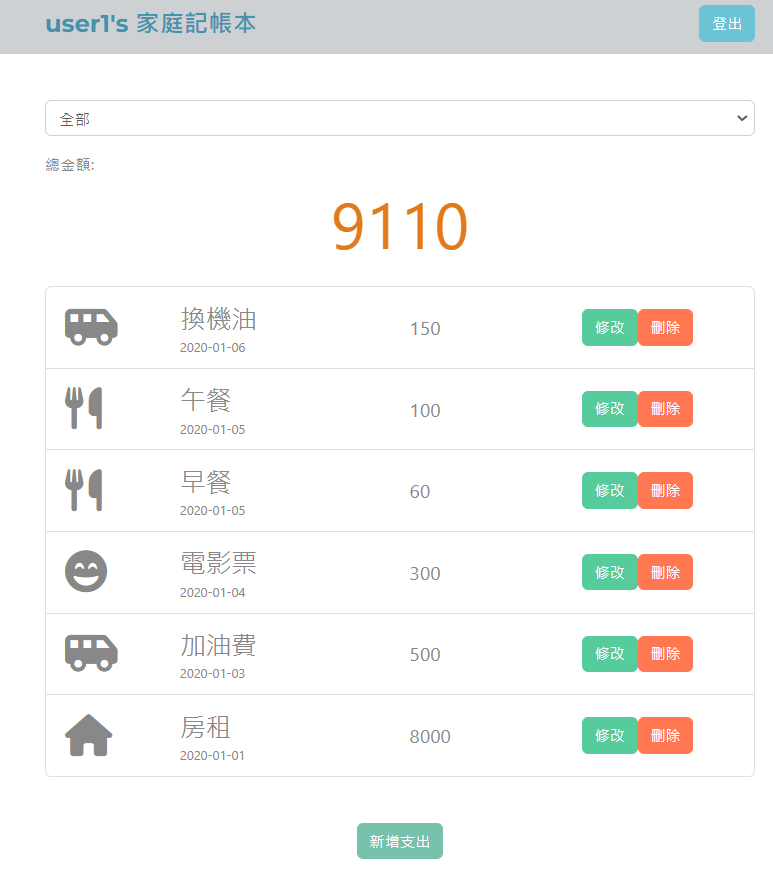 user1's 家庭記帳本
登出
全部
總金額:
9110
換機油
2020-01-06
150
修改 刪除
午餐
2020-01-05
100
修改 刪除
早餐
2020-01-05
60
修改 刪除
電影票
2020-01-04
300
修改 刪除
加油費
2020-01-03
500
修改 刪除
房租
2020-01-01
8000
修改 刪除
新增支出